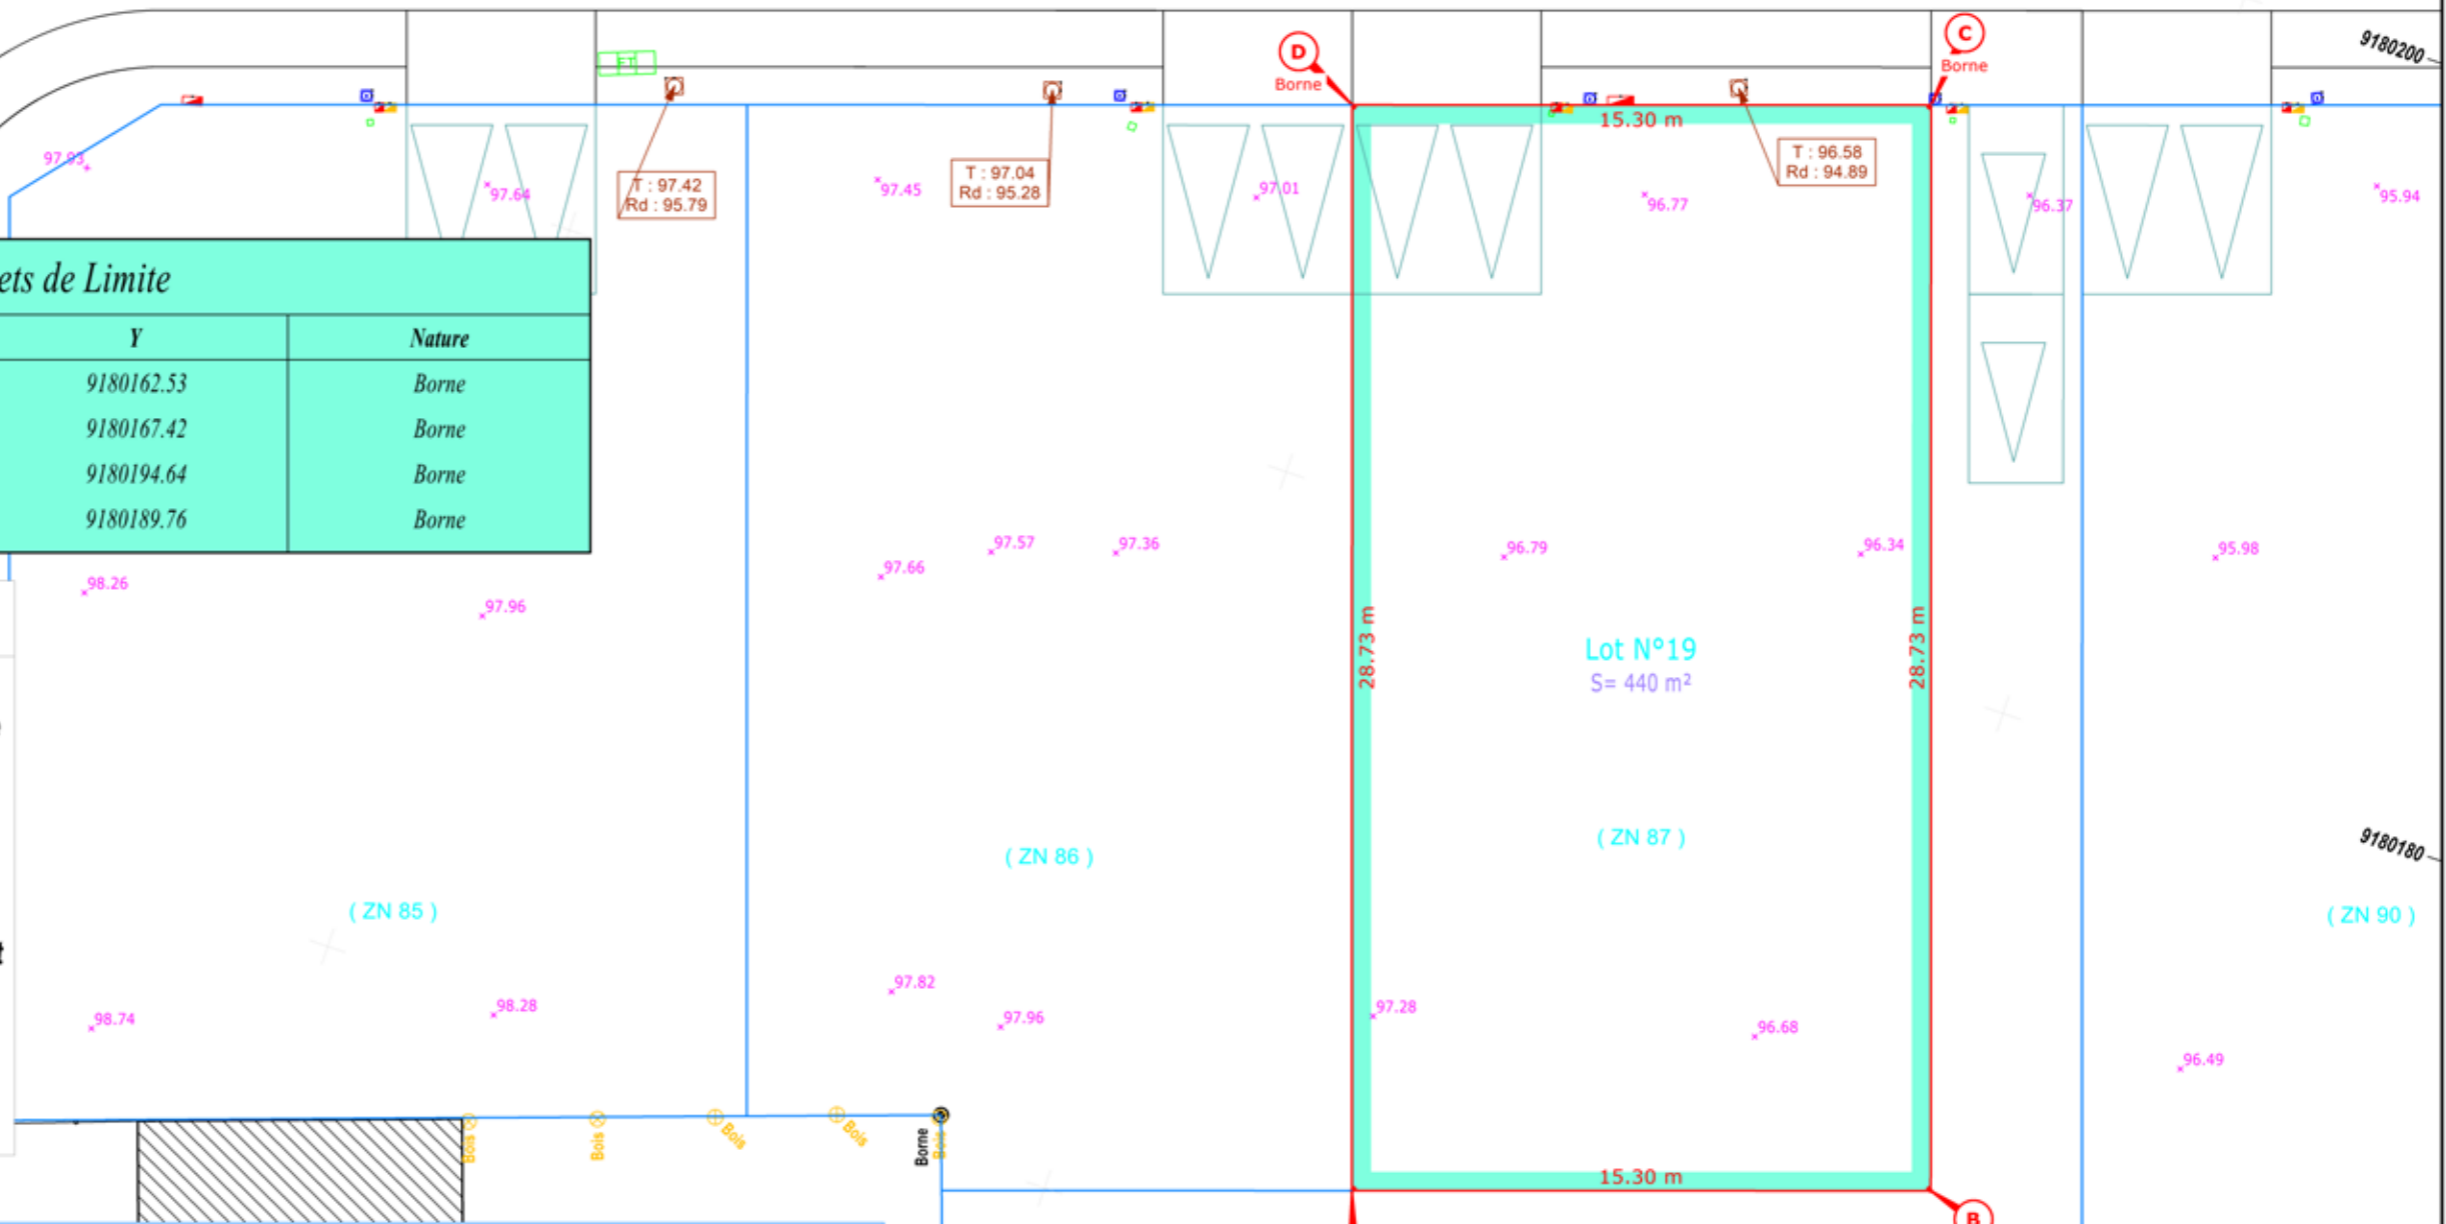 D
Borne
C
Borne
9180200
FT
15.30 m
97.93
97.64
T : 97.42
Rd : 95.79
97.45
T : 97.04
Rd : 95.28
97.01
96.77
T : 96.58
Rd : 94.89
96.37
95.94
ets de Limite
Y Nature
9180162.53 Borne
9180167.42 Borne
9180194.64 Borne
9180189.76 Borne
98.26
97.96
97.66
97.57
97.36
96.79
96.34
95.98
28.73 m
28.73 m
Lot N°19
S= 440 m²
( ZN 85 )
( ZN 86 )
( ZN 87 )
9180180
( ZN 90 )
98.74
98.28
97.82
97.96
97.28
96.68
96.49
Bois
Bois
Bois
Bois
Borne
Bois
15.30 m
B